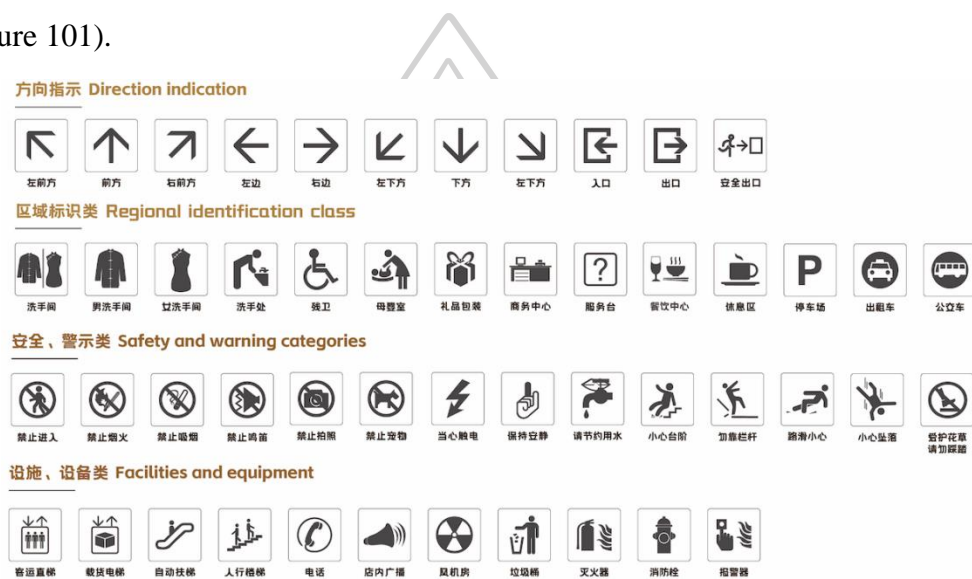 ure 101).
方向指示 Direction indication
左前方 前方 右前方 左边 右边 左下方 下方 左下方 入口 出口 安全出口
区域标识类 Regional identification class
洗手间 男洗手间 女洗手间 洗手处 残卫 母婴室 礼品包装 商务中心 服务台 餐饮中心 休息区 P 停车场 出租车 公交车
安全、警示类 Safety and warning categories
禁止进入 禁止烟火 禁止吸烟 禁止鸣笛 禁止拍照 禁止宠物 当心触电 保持安静 请节约用水 小心台阶 勿靠栏杆 路滑小心 小心坠落 爱护花草
请勿踩踏
设施、设备类 Facilities and equipment
客运直梯 载货电梯 自动扶梯 人行楼梯 电话 店内广播 风机房 垃圾桶 灭火器 消防栓 报警器